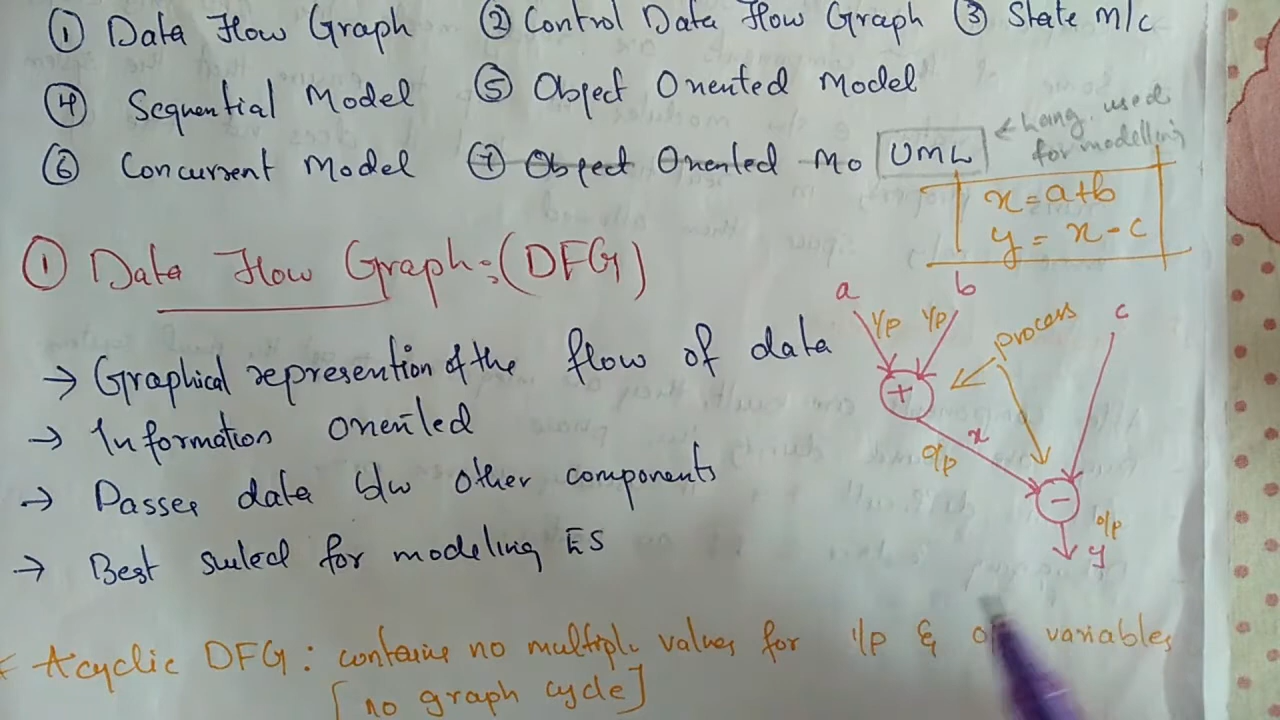 ① Data Flow Graph ② Control Data Flow Graph ③ State m/c
④ Sequential Model ⑤ Object Oriented Model
⑥ Concurrent Model ⑦ Object Oriented Mo UML ← Lang. used for modelling
x = a+b
y = x - c
① Data Flow Graph:- (DFG)
a b c
i/p i/p process
→ Graphical represention of the flow of data
+
→ Information oriented
x
o/p
→ Passes data b/w other components
-
o/p
→ Best suited for modeling ES
y
* Acyclic DFG : contains no multiple values for i/p & variables
[no graph cycle]